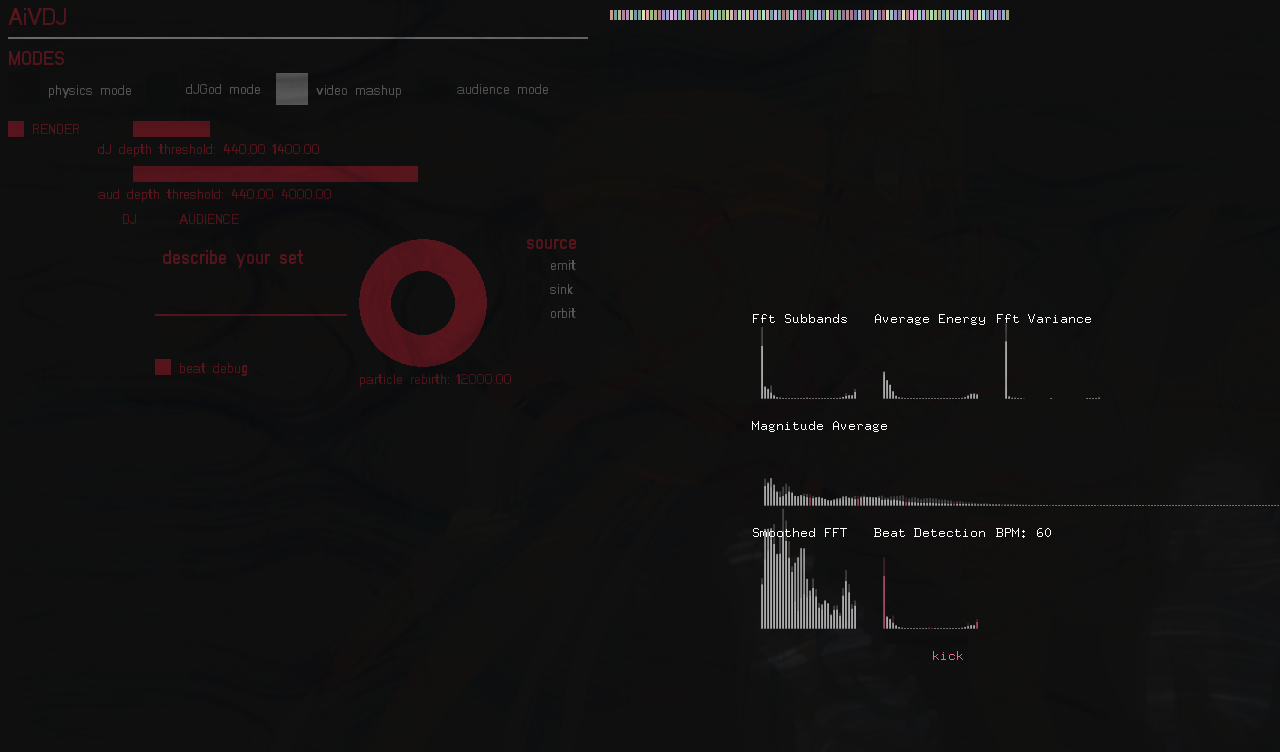 AiVDJ
MODES
physics mode dJGod mode video mashup audience mode
RENDER
dJ depth threshold: 440.00 1400.00
aud depth threshold: 440.00 4000.00
DJ AUDIENCE
describe your set
source
emit
sink
orbit
beat debug
particle rebirth: 12000.00
Fft Subbands Average Energy Fft Variance
Magnitude Average
Smoothed FFT Beat Detection BPM: 60
kick